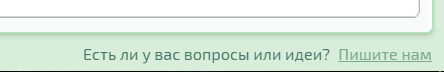 Есть ли у вас вопросы или идеи? Пишите нам